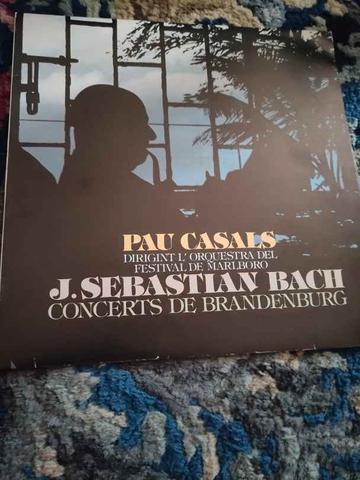 PAU CASALS
DIRIGINT L'ORQUESTRA DEL
FESTIVAL DE MARLBORO
J. SEBASTIAN BACH
CONCERTS DE BRANDENBURG